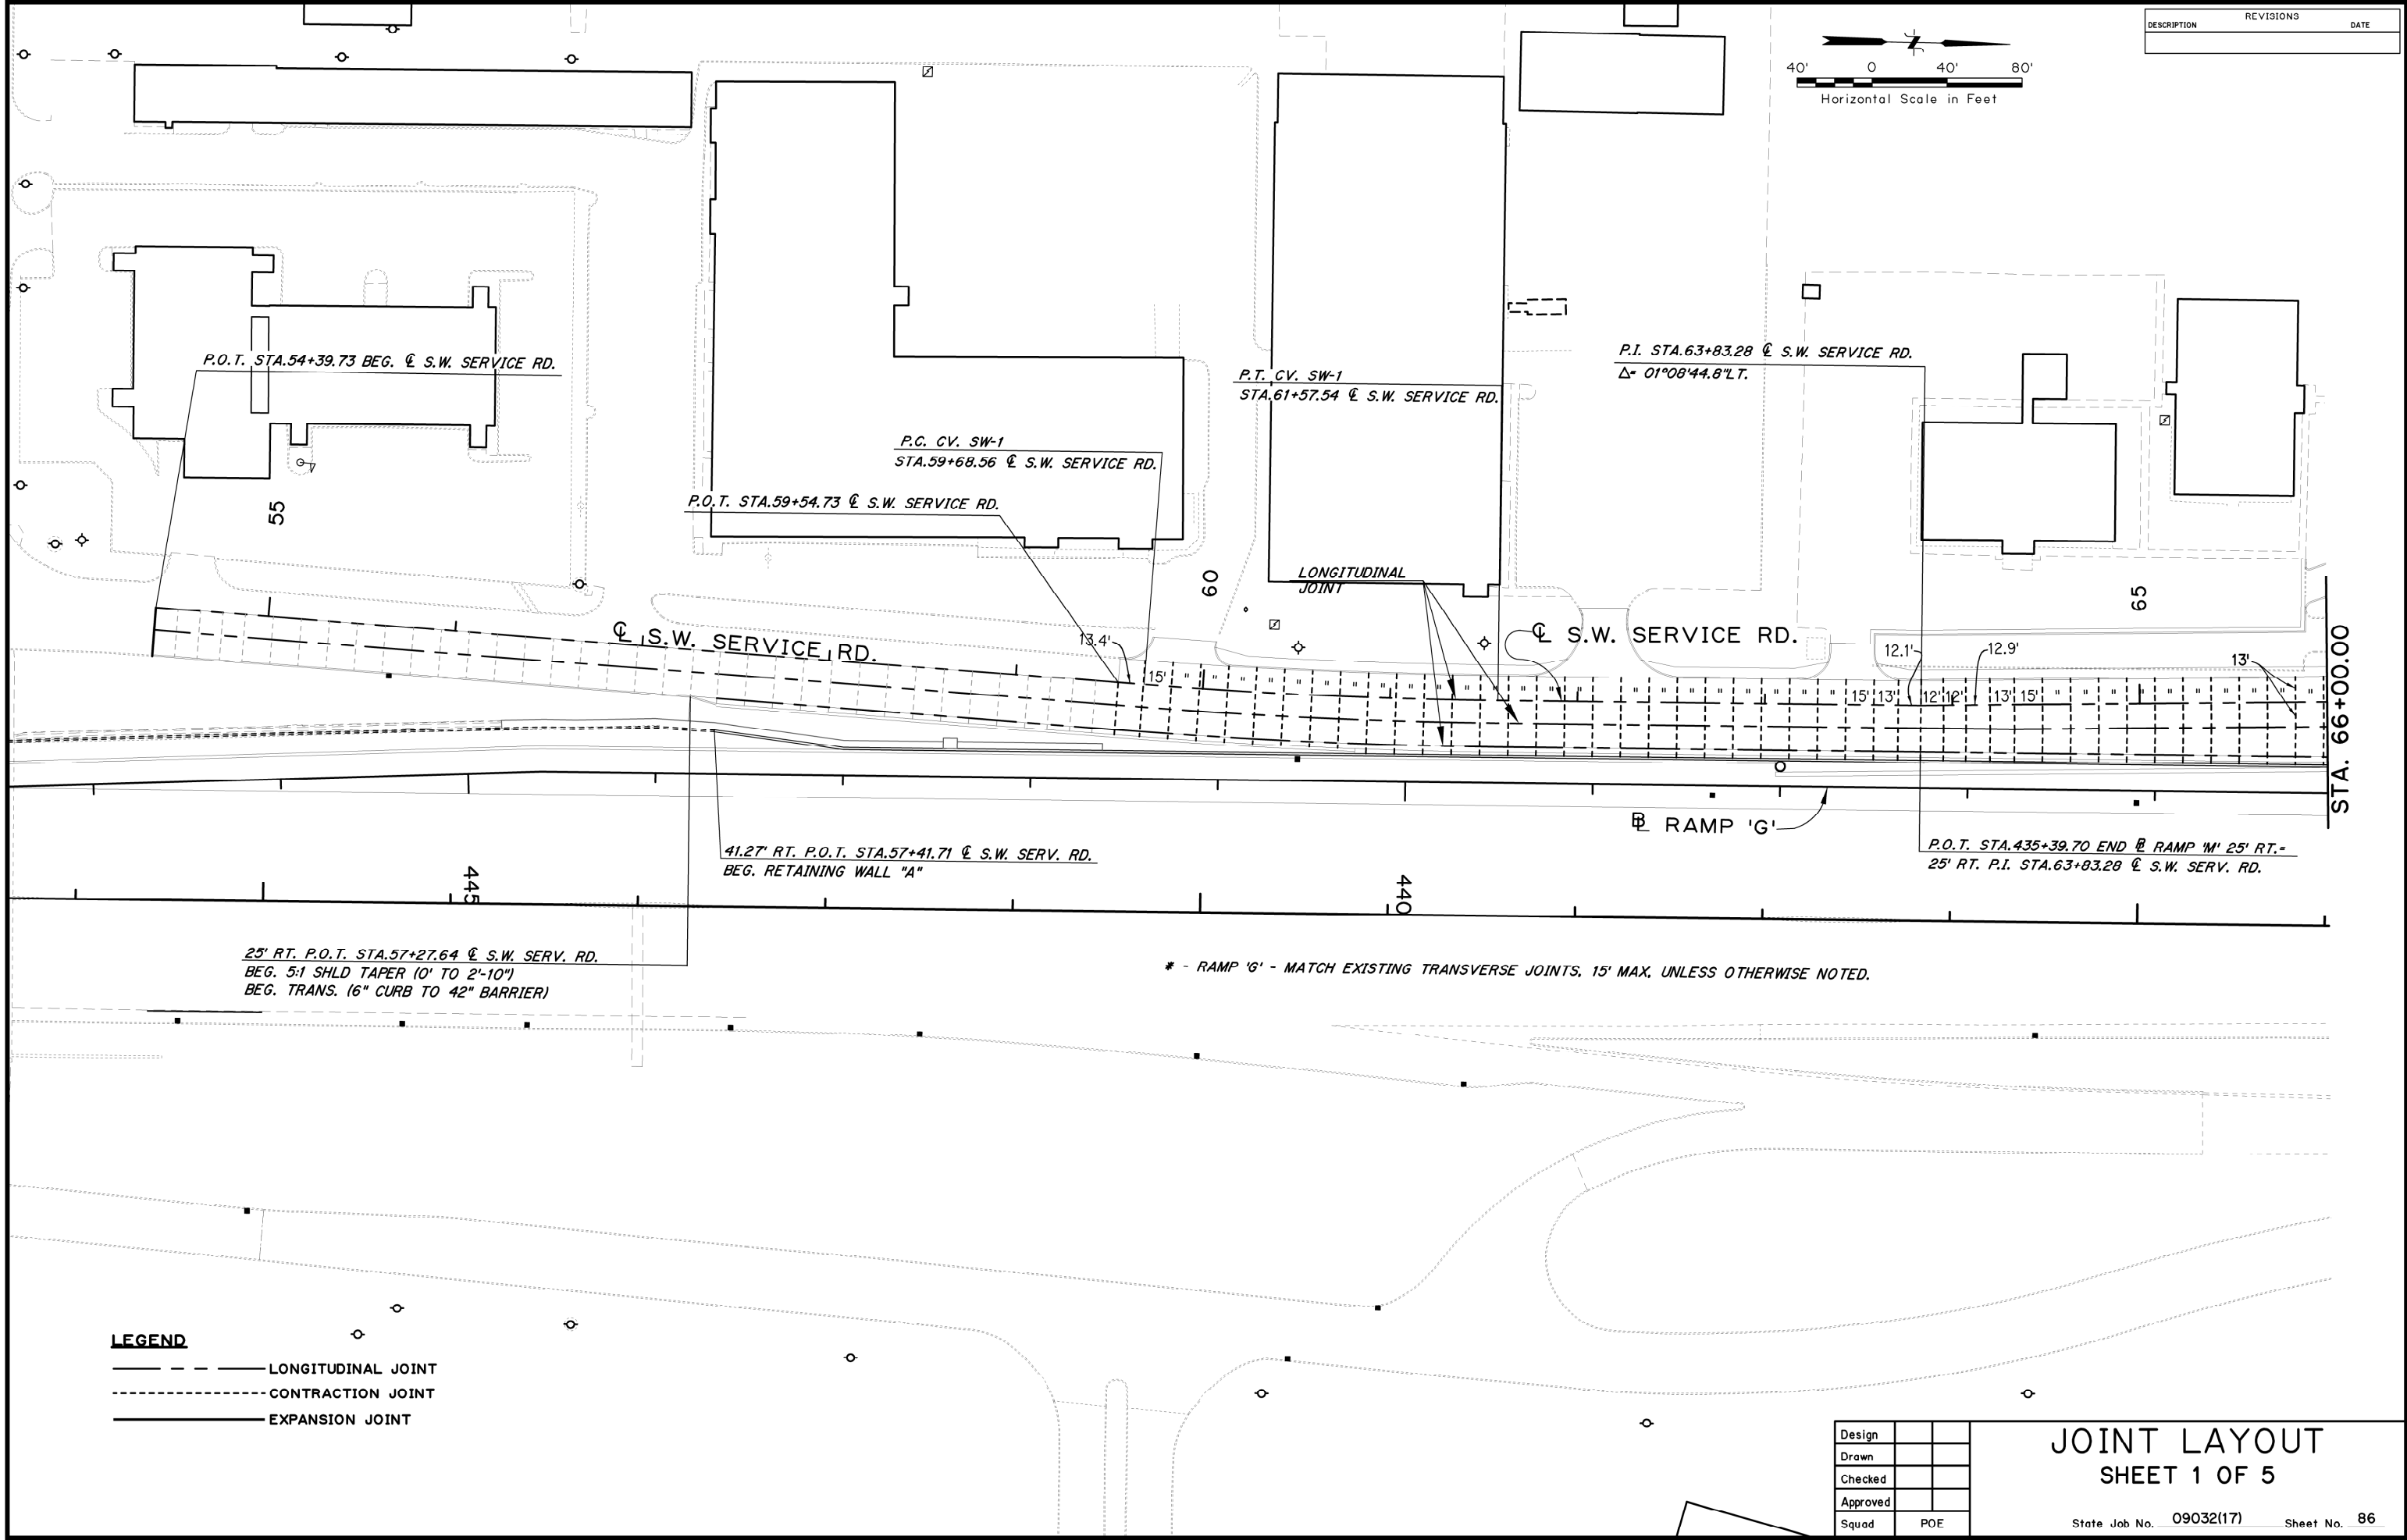 REVISIONS
DESCRIPTION DATE
40' 0 40' 80'
Horizontal Scale in Feet
P.O.T. STA.54+39.73 BEG. ℄ S.W. SERVICE RD.
P.I. STA.63+83.28 ℄ S.W. SERVICE RD.
Δ= 01°08'44.8"LT.
P.T. CV. SW-1
STA.61+57.54 ℄ S.W. SERVICE RD.
P.C. CV. SW-1
STA.59+68.56 ℄ S.W. SERVICE RD.
P.O.T. STA.59+54.73 ℄ S.W. SERVICE RD.
55
60
65
LONGITUDINAL
JOINT
℄ S.W. SERVICE RD.
℄ S.W. SERVICE RD.
13.4'
12.1'
12.9'
13'
15' " " " " " " " " " " " " " " " " " " " " " " " 15' 13' 12' 12' 13' 15' " " " " " " " " " "
STA. 66+00.00
℄ RAMP 'G'
41.27' RT. P.O.T. STA.57+41.71 ℄ S.W. SERV. RD.
BEG. RETAINING WALL "A"
P.O.T. STA.435+39.70 END ℄ RAMP 'M' 25' RT.=
25' RT. P.I. STA.63+83.28 ℄ S.W. SERV. RD.
445
440
25' RT. P.O.T. STA.57+27.64 ℄ S.W. SERV. RD.
BEG. 5:1 SHLD TAPER (0' TO 2'-10")
BEG. TRANS. (6" CURB TO 42" BARRIER)
* - RAMP 'G' - MATCH EXISTING TRANSVERSE JOINTS, 15' MAX. UNLESS OTHERWISE NOTED.
LEGEND
LONGITUDINAL JOINT
CONTRACTION JOINT
EXPANSION JOINT
Design
Drawn
Checked
Approved
Squad POE
JOINT LAYOUT
SHEET 1 OF 5
State Job No. 09032(17) Sheet No. 86